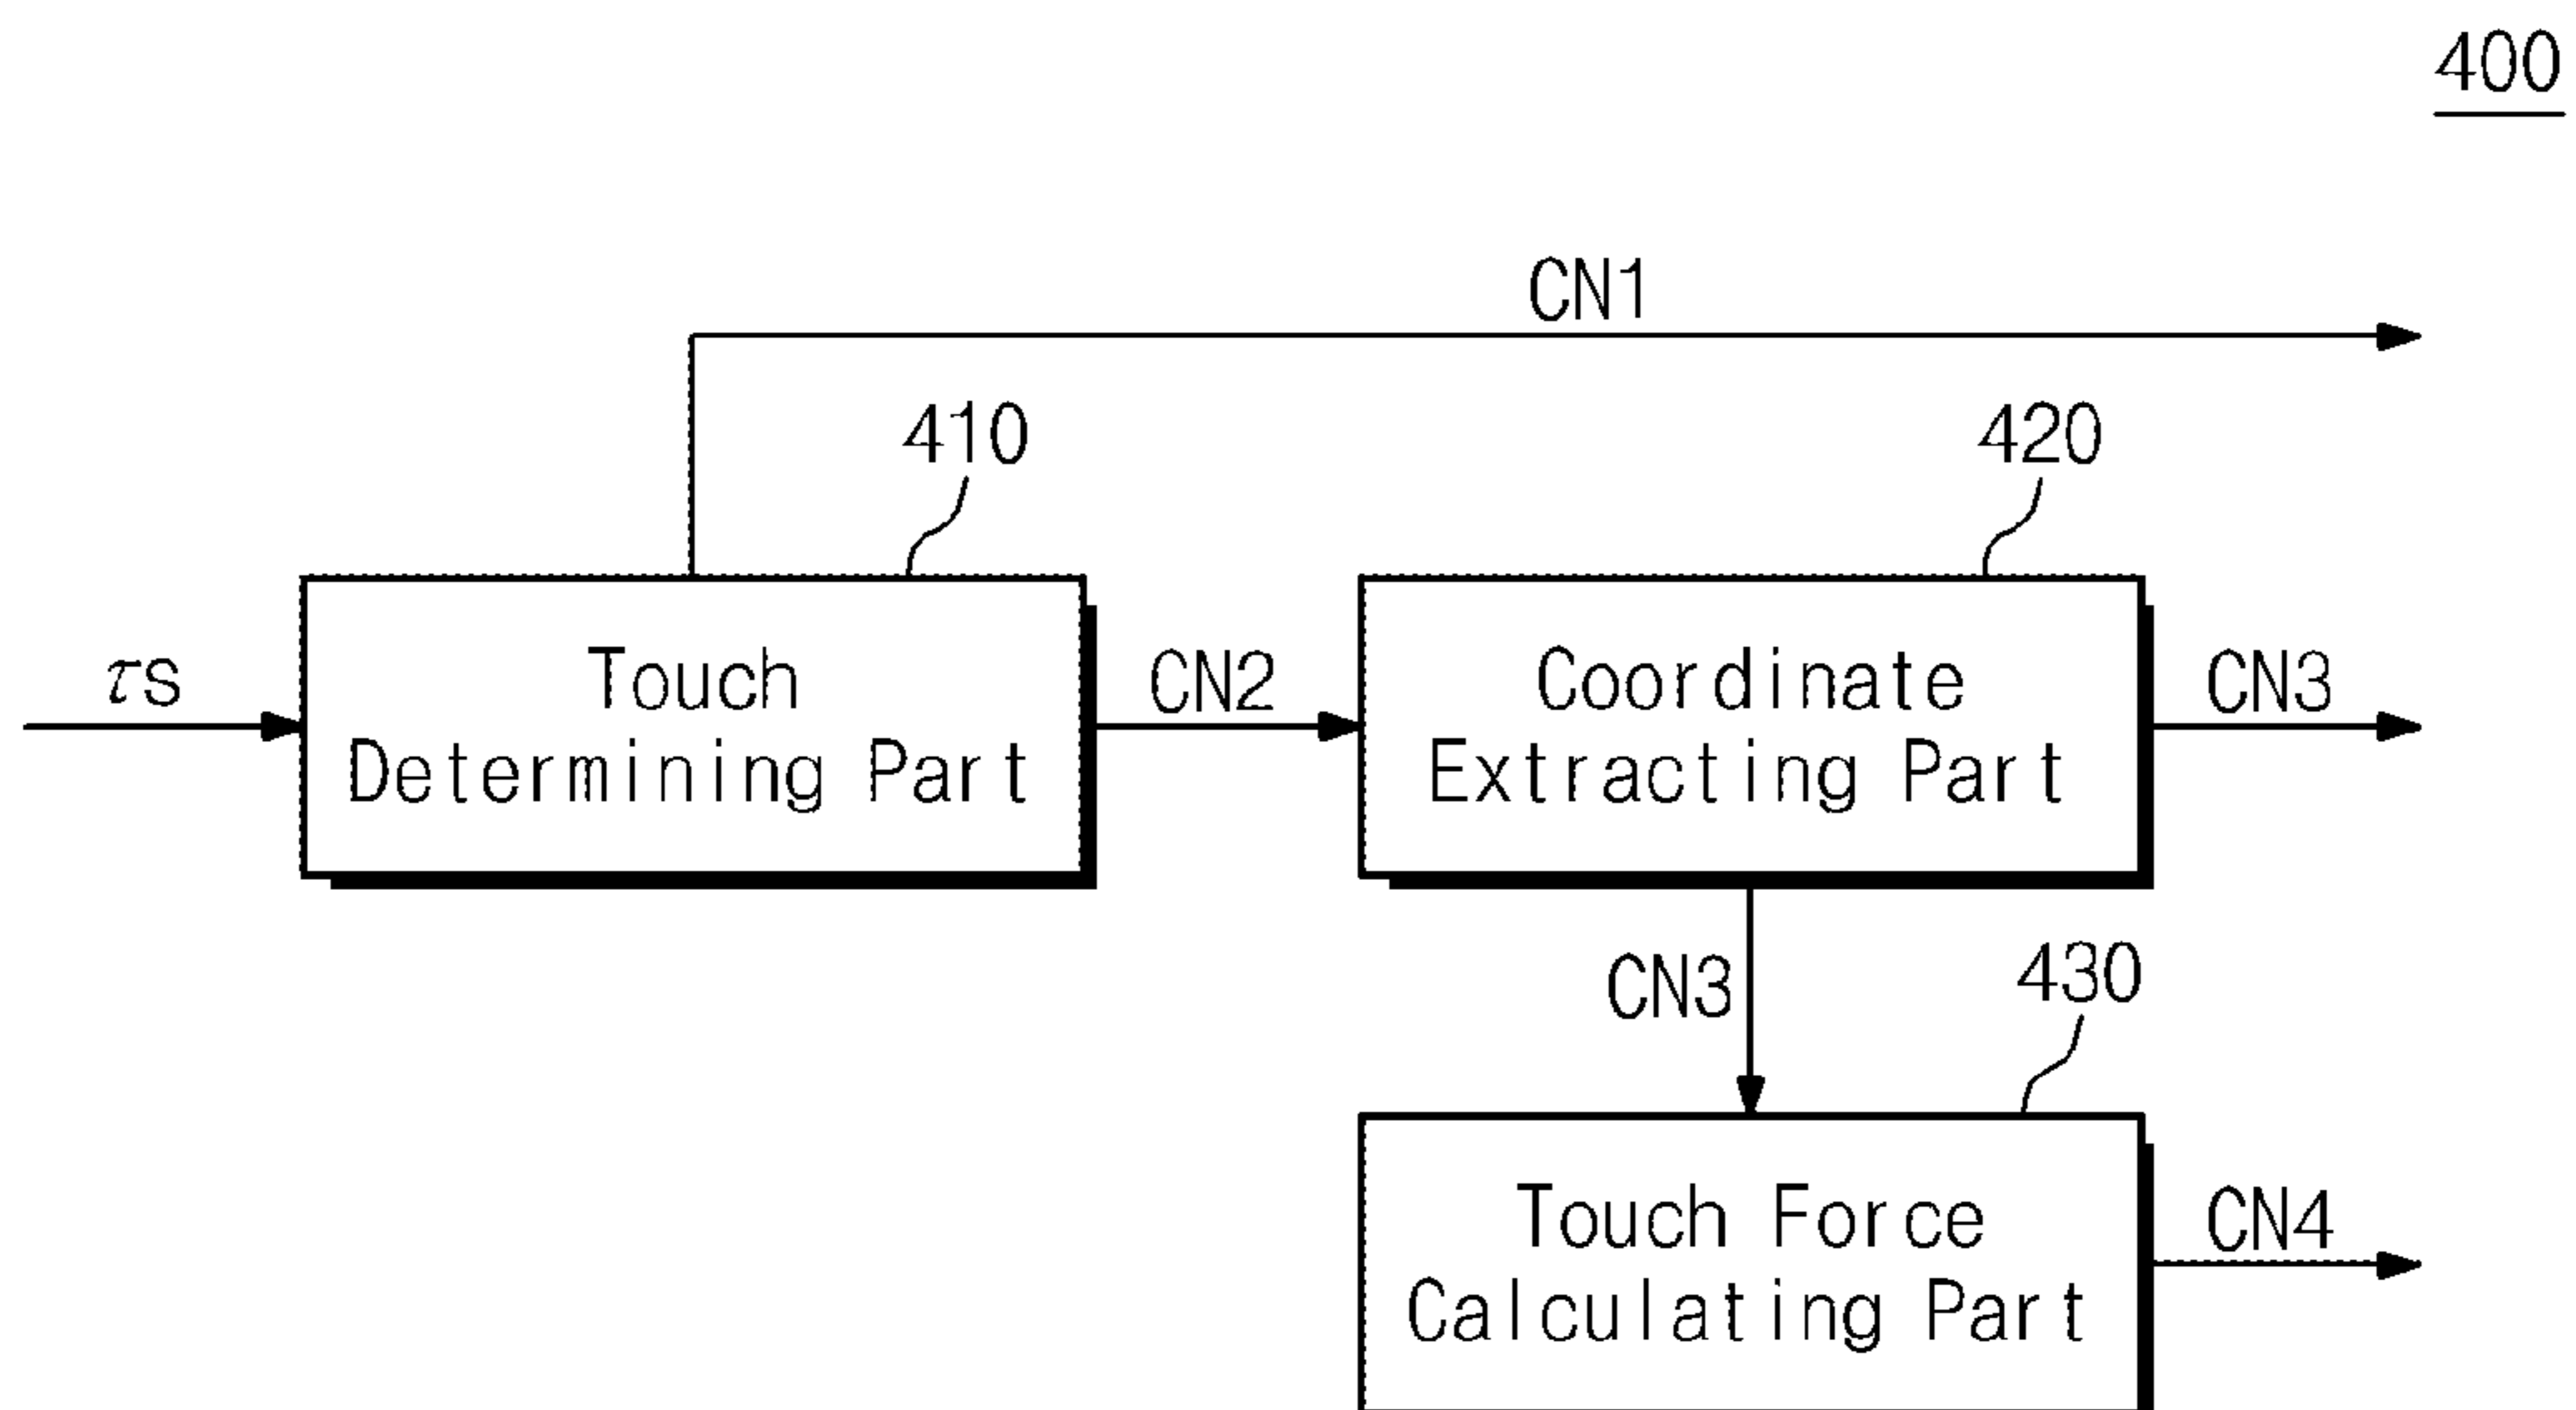 400
CN1
410
420
τs
Touch
Determining Part
CN2
Coordinate
Extracting Part
CN3
CN3
430
Touch Force
Calculating Part
CN4